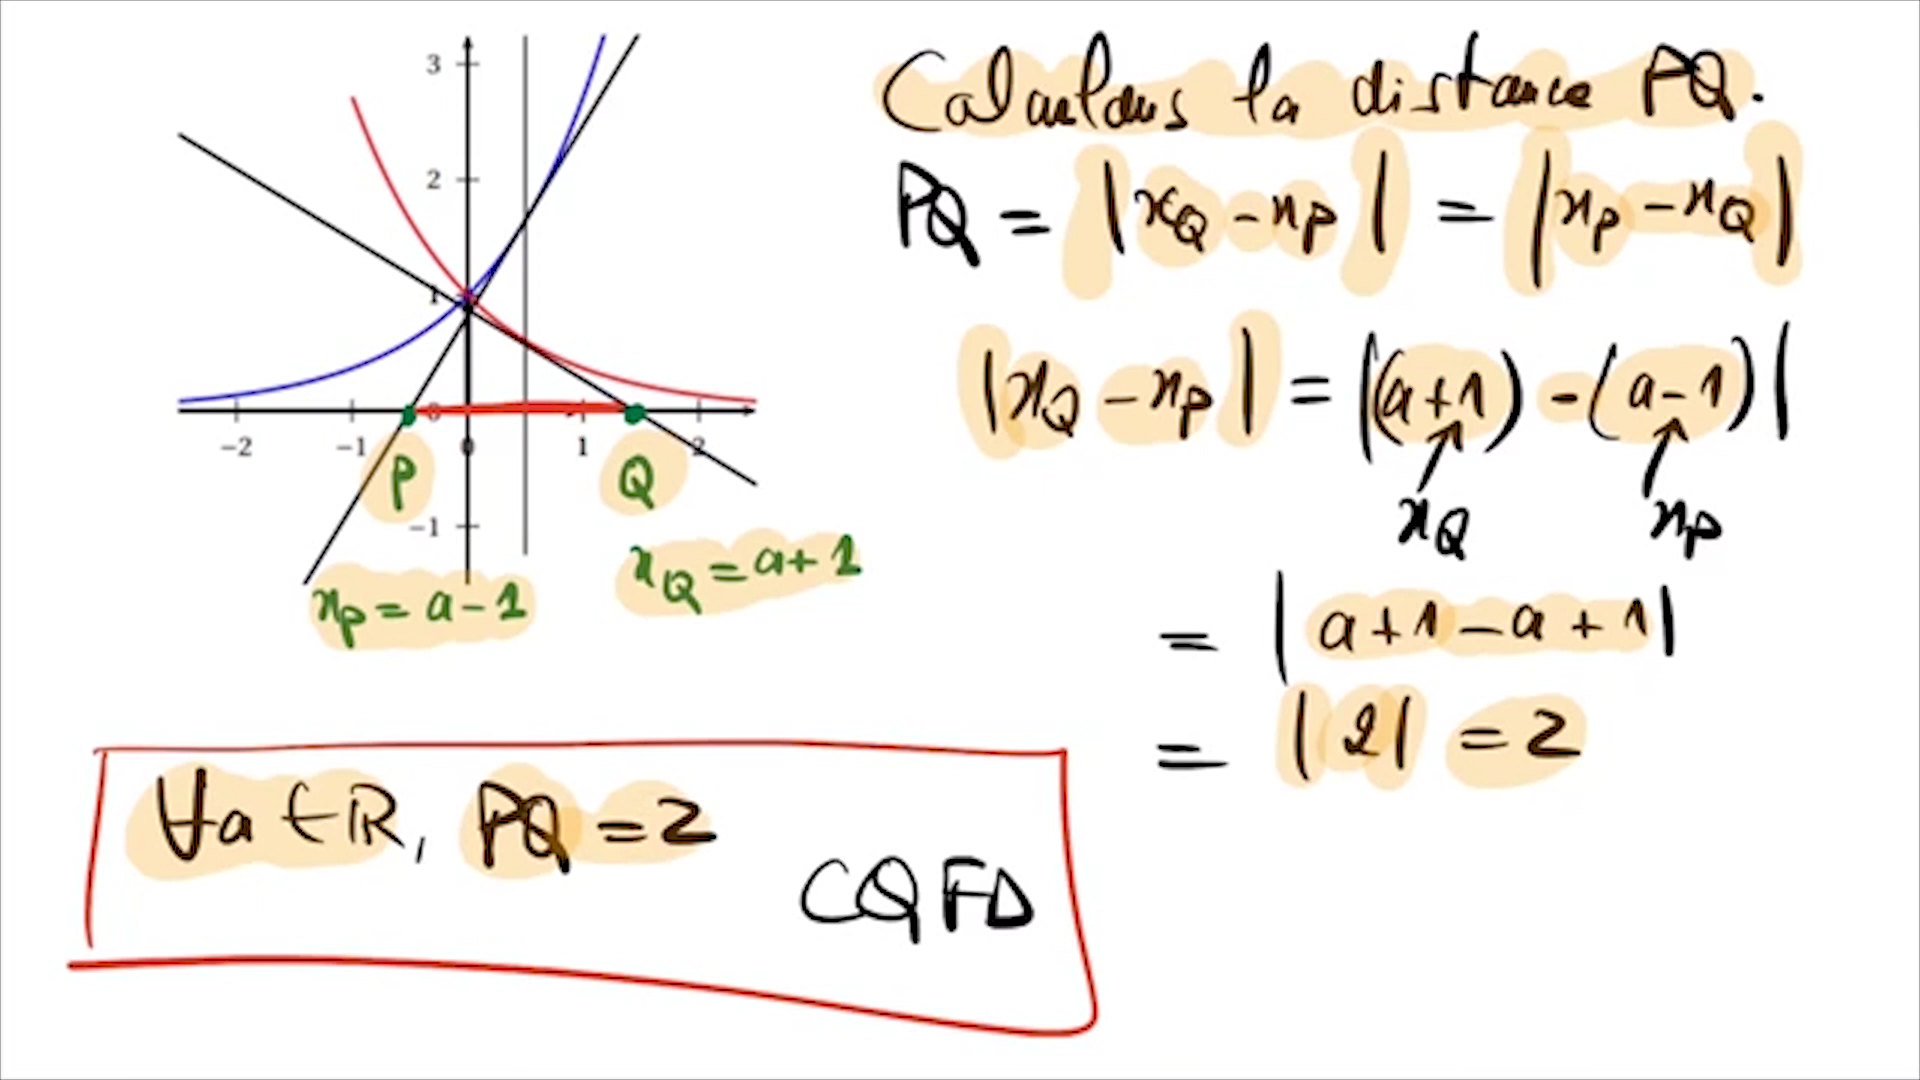 3
2
1
0
-2 -1 0 1 2
P Q
-1
x_Q = a+1
x_P = a-1
Calculons la distance PQ.
PQ = |x_Q - x_P| = |x_P - x_Q|
|x_Q - x_P| = |(a+1) - (a-1)|
x_Q x_P
= |a+1-a+1|
= |2| = 2
∀a ∈ ℝ, PQ = 2
CQFD